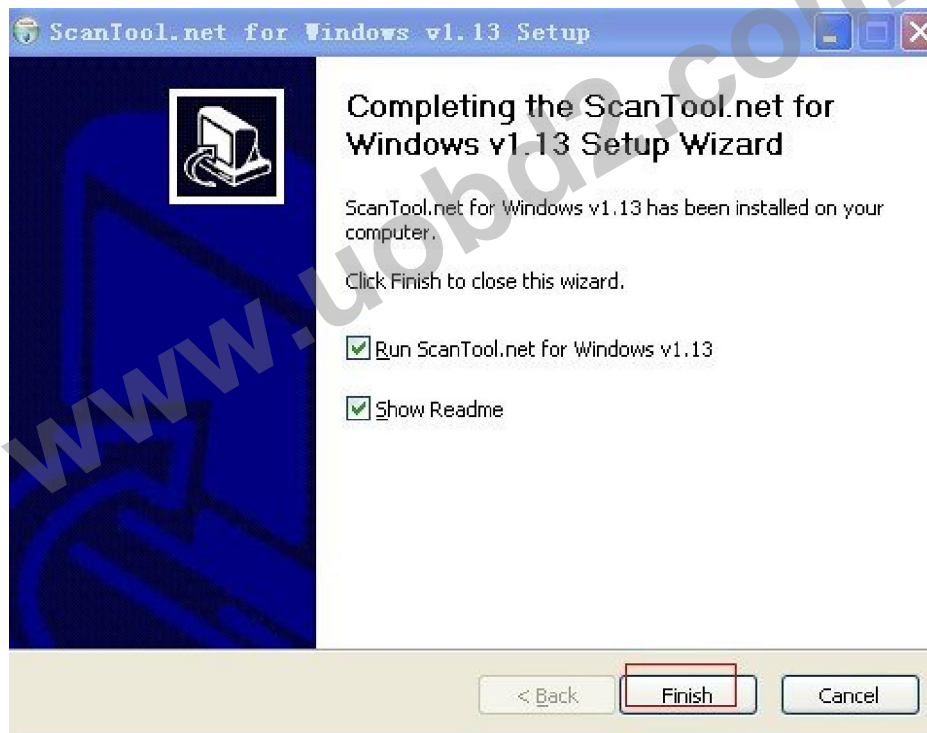 ScanTool.net for Windows v1.13 Setup
Completing the ScanTool.net for
Windows v1.13 Setup Wizard
ScanTool.net for Windows v1.13 has been installed on your
computer.
Click Finish to close this wizard.
Run ScanTool.net for Windows v1.13
Show Readme
< Back Finish Cancel
www.uobd2.com